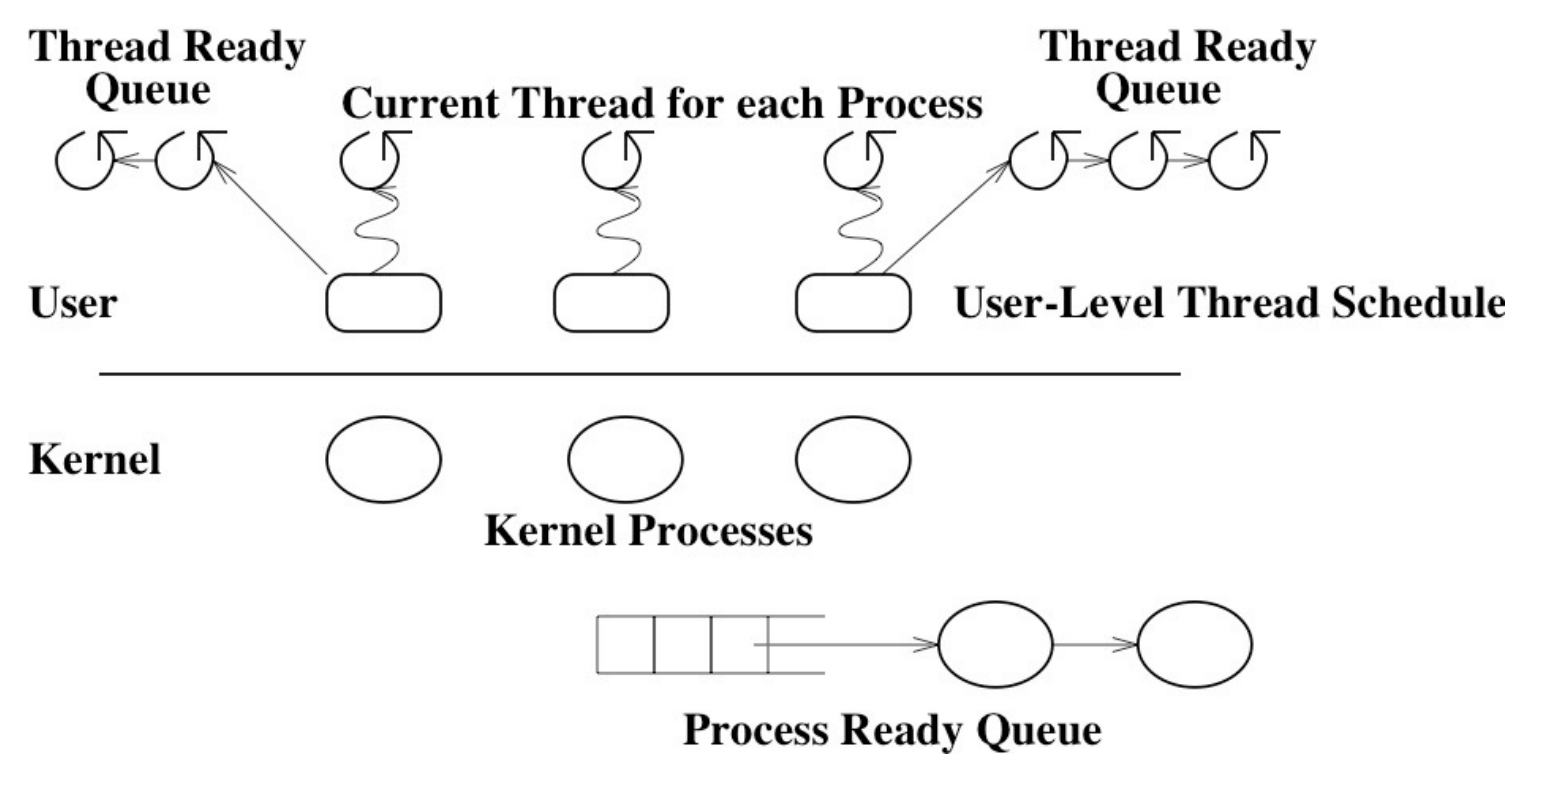 Thread Ready
Queue
Current Thread for each Process
Thread Ready
Queue
User
User-Level Thread Schedule
Kernel
Kernel Processes
Process Ready Queue